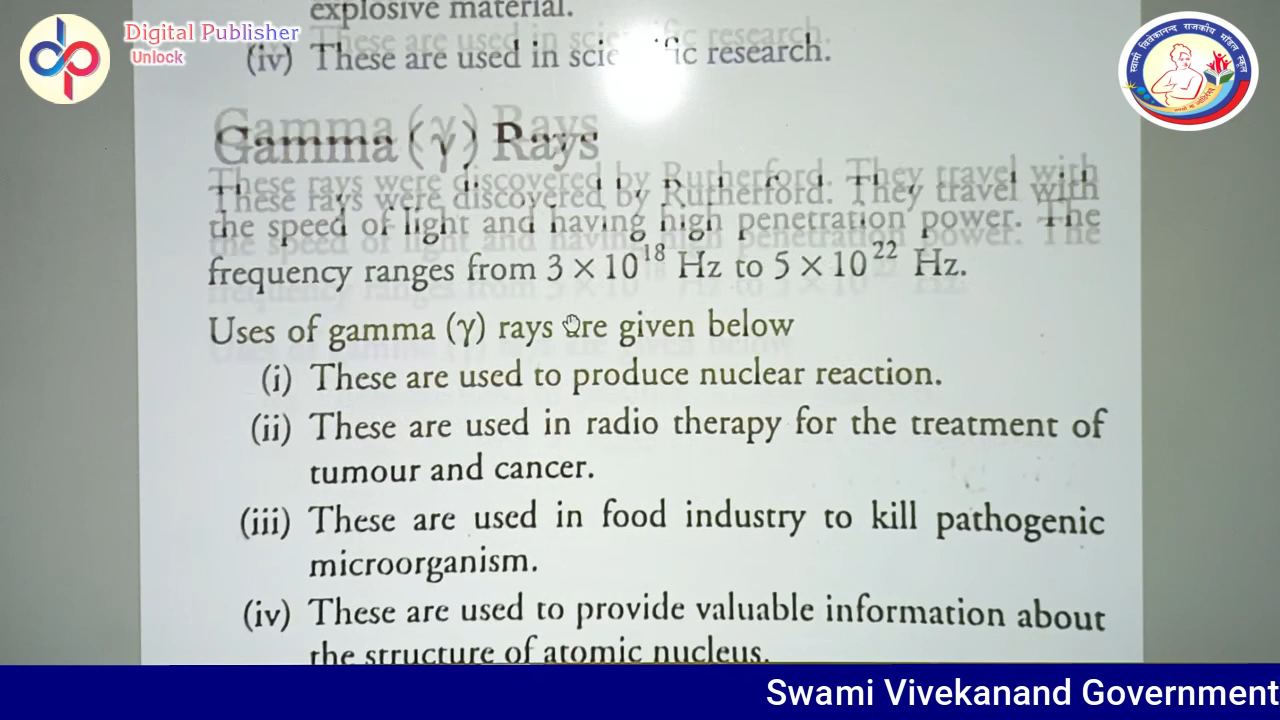 explosive material.
Digital Publisher
Unlock
(iv) These are used in scie fic research.
स्वामी विवेकानन्द राजकीय मॉडल स्कूल
Gamma (γ) Rays
These rays were discovered by Rutherford. They travel with
the speed of light and having high penetration power. The
frequency ranges from 3 × 10¹⁸ Hz to 5 × 10²² Hz.
Uses of gamma (γ) rays are given below
(i) These are used to produce nuclear reaction.
(ii) These are used in radio therapy for the treatment of
tumour and cancer.
(iii) These are used in food industry to kill pathogenic
microorganism.
(iv) These are used to provide valuable information about
the structure of atomic nucleus.
Swami Vivekanand Government